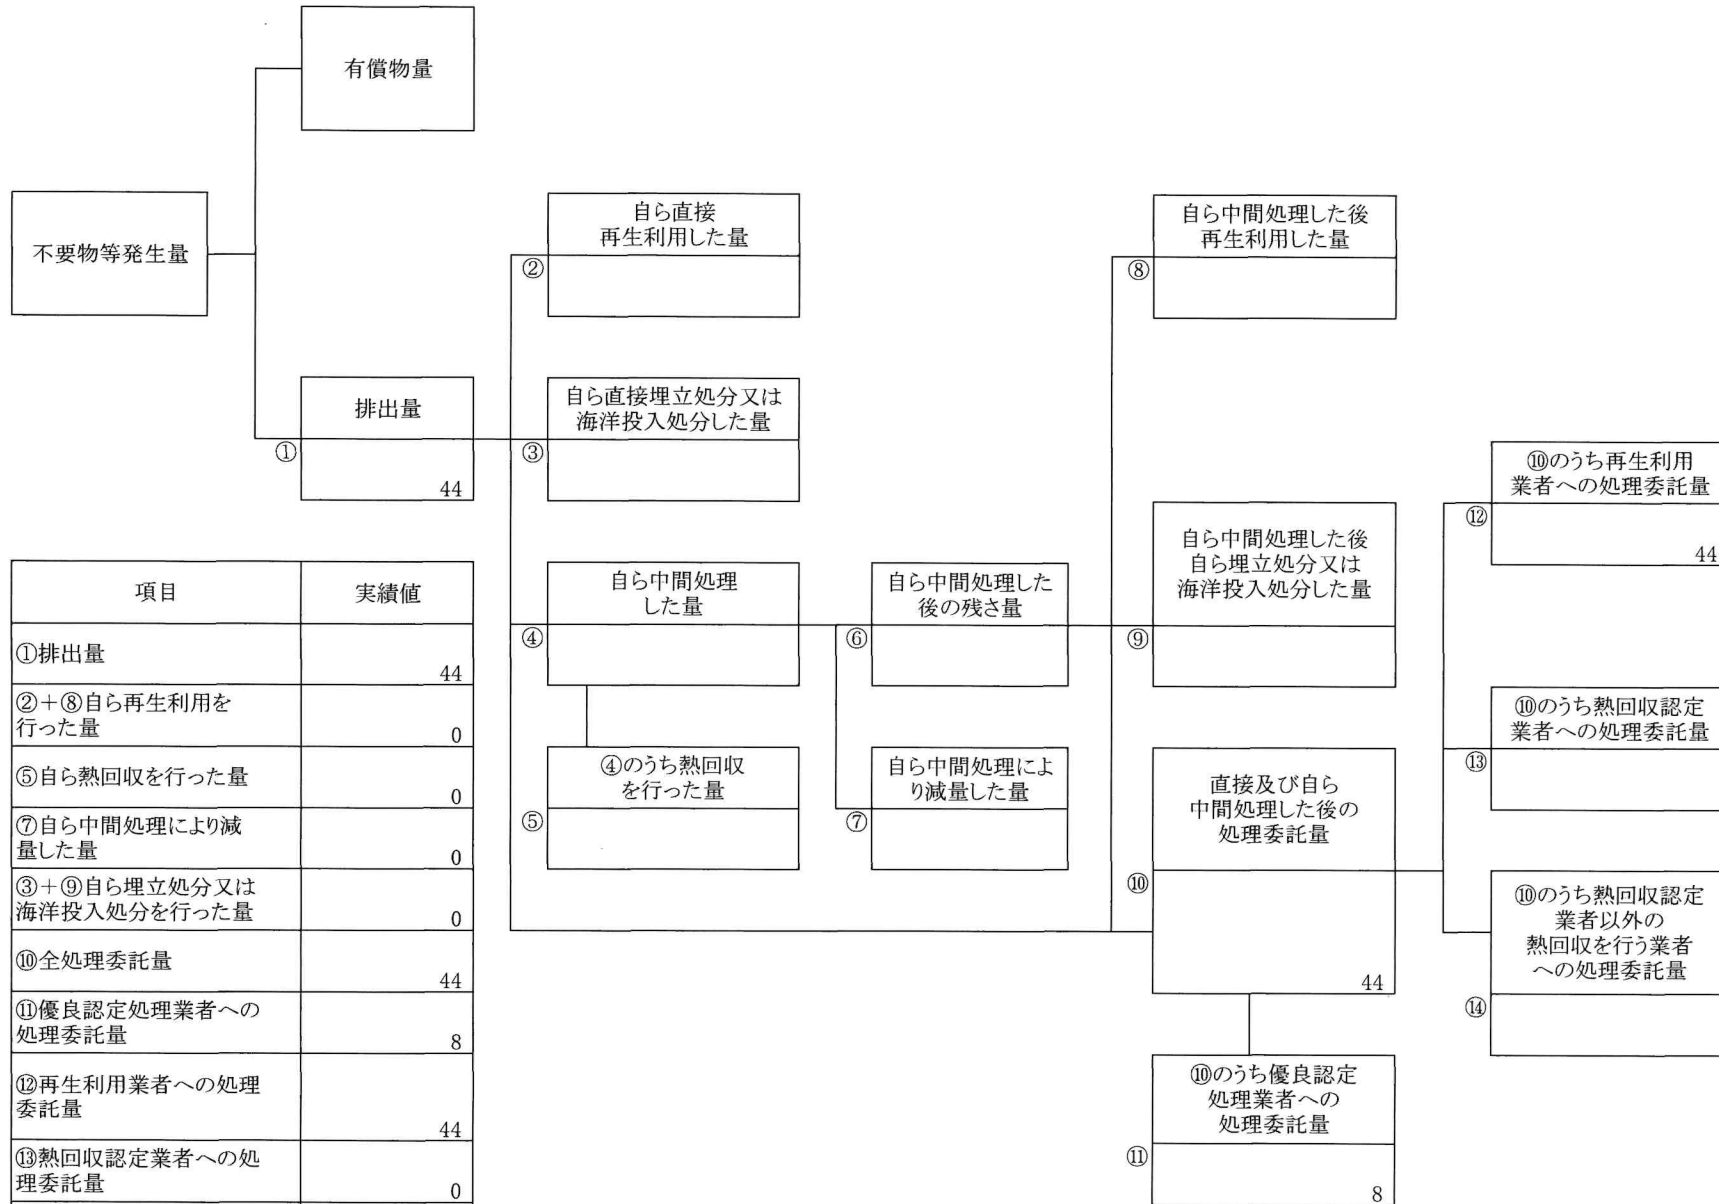 有償物量
不要物等発生量
排出量
①
44
自ら直接
再生利用した量
②
自ら直接埋立処分又は
海洋投入処分した量
③
自ら中間処理
した量
④
④のうち熱回収
を行った量
⑤
自ら中間処理した
後の残さ量
⑥
自ら中間処理によ
り減量した量
⑦
自ら中間処理した後
再生利用した量
⑧
自ら中間処理した後
自ら埋立処分又は
海洋投入処分した量
⑨
直接及び自ら
中間処理した後の
処理委託量
⑩
44
⑩のうち優良認定
処理業者への
処理委託量
⑪
8
⑩のうち再生利用
業者への処理委託量
⑫
44
⑩のうち熱回収認定
業者への処理委託量
⑬
⑩のうち熱回収認定
業者以外の
熱回収を行う業者
への処理委託量
⑭
項目 実績値
①排出量
44
②+⑧自ら再生利用を
行った量
0
⑤自ら熱回収を行った量
0
⑦自ら中間処理により減
量した量
0
③+⑨自ら埋立処分又は
海洋投入処分を行った量
0
⑩全処理委託量
44
⑪優良認定処理業者への
処理委託量
8
⑫再生利用業者への処理
委託量
44
⑬熱回収認定業者への処
理委託量
0